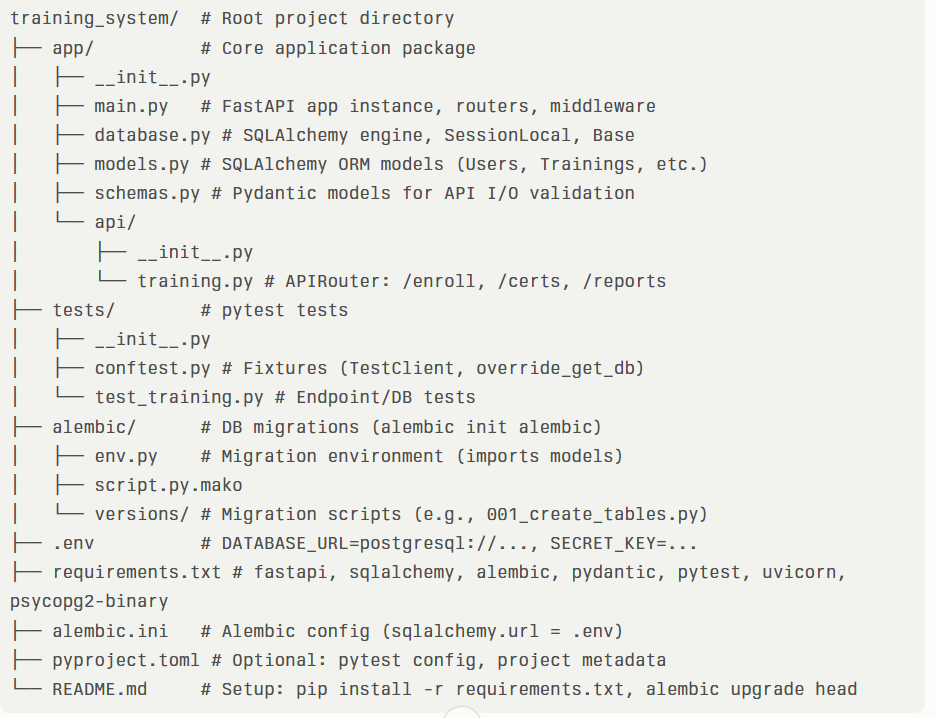 training_system/  # Root project directory
├── app/          # Core application package
│   ├── __init__.py
│   ├── main.py   # FastAPI app instance, routers, middleware
│   ├── database.py # SQLAlchemy engine, SessionLocal, Base
│   ├── models.py # SQLAlchemy ORM models (Users, Trainings, etc.)
│   ├── schemas.py # Pydantic models for API I/O validation
│   └── api/
│       ├── __init__.py
│       └── training.py # APIRouter: /enroll, /certs, /reports
├── tests/        # pytest tests
│   ├── __init__.py
│   ├── conftest.py # Fixtures (TestClient, override_get_db)
│   └── test_training.py # Endpoint/DB tests
├── alembic/      # DB migrations (alembic init alembic)
│   ├── env.py    # Migration environment (imports models)
│   ├── script.py.mako
│   └── versions/ # Migration scripts (e.g., 001_create_tables.py)
├── .env          # DATABASE_URL=postgresql://..., SECRET_KEY=...
├── requirements.txt # fastapi, sqlalchemy, alembic, pydantic, pytest, uvicorn,
psycopg2-binary
├── alembic.ini   # Alembic config (sqlalchemy.url = .env)
├── pyproject.toml # Optional: pytest config, project metadata
└── README.md     # Setup: pip install -r requirements.txt, alembic upgrade head